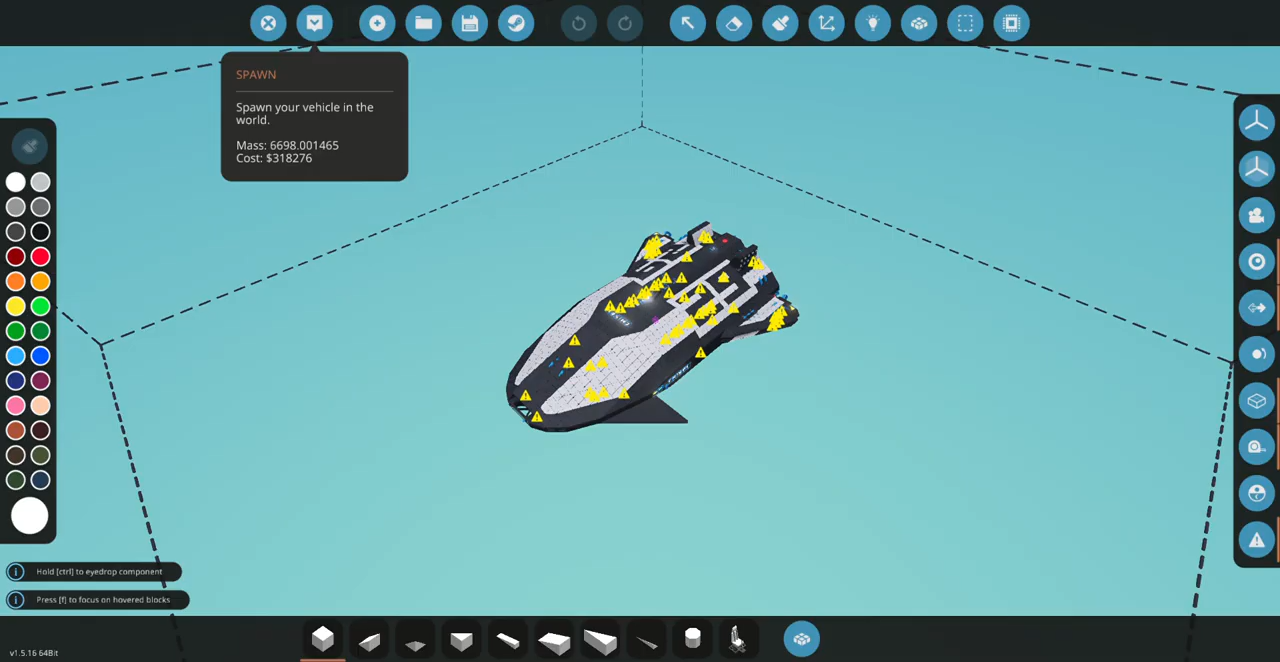 SPAWN
Spawn your vehicle in the
world.
Mass: 6698.001465
Cost: $318276
Hold [ctrl] to eyedrop component
Press [f] to focus on hovered blocks
v1.5.16 64Bit